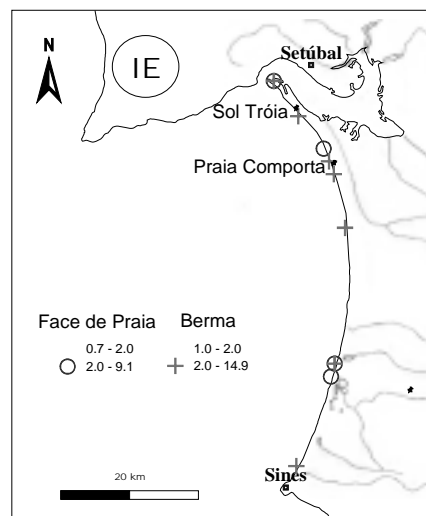 N
IE
Setúbal
Sol Tróia
Praia Comporta
Face de Praia
Berma
0.7 - 2.0
1.0 - 2.0
2.0 - 9.1
2.0 - 14.9
Sines
20 km